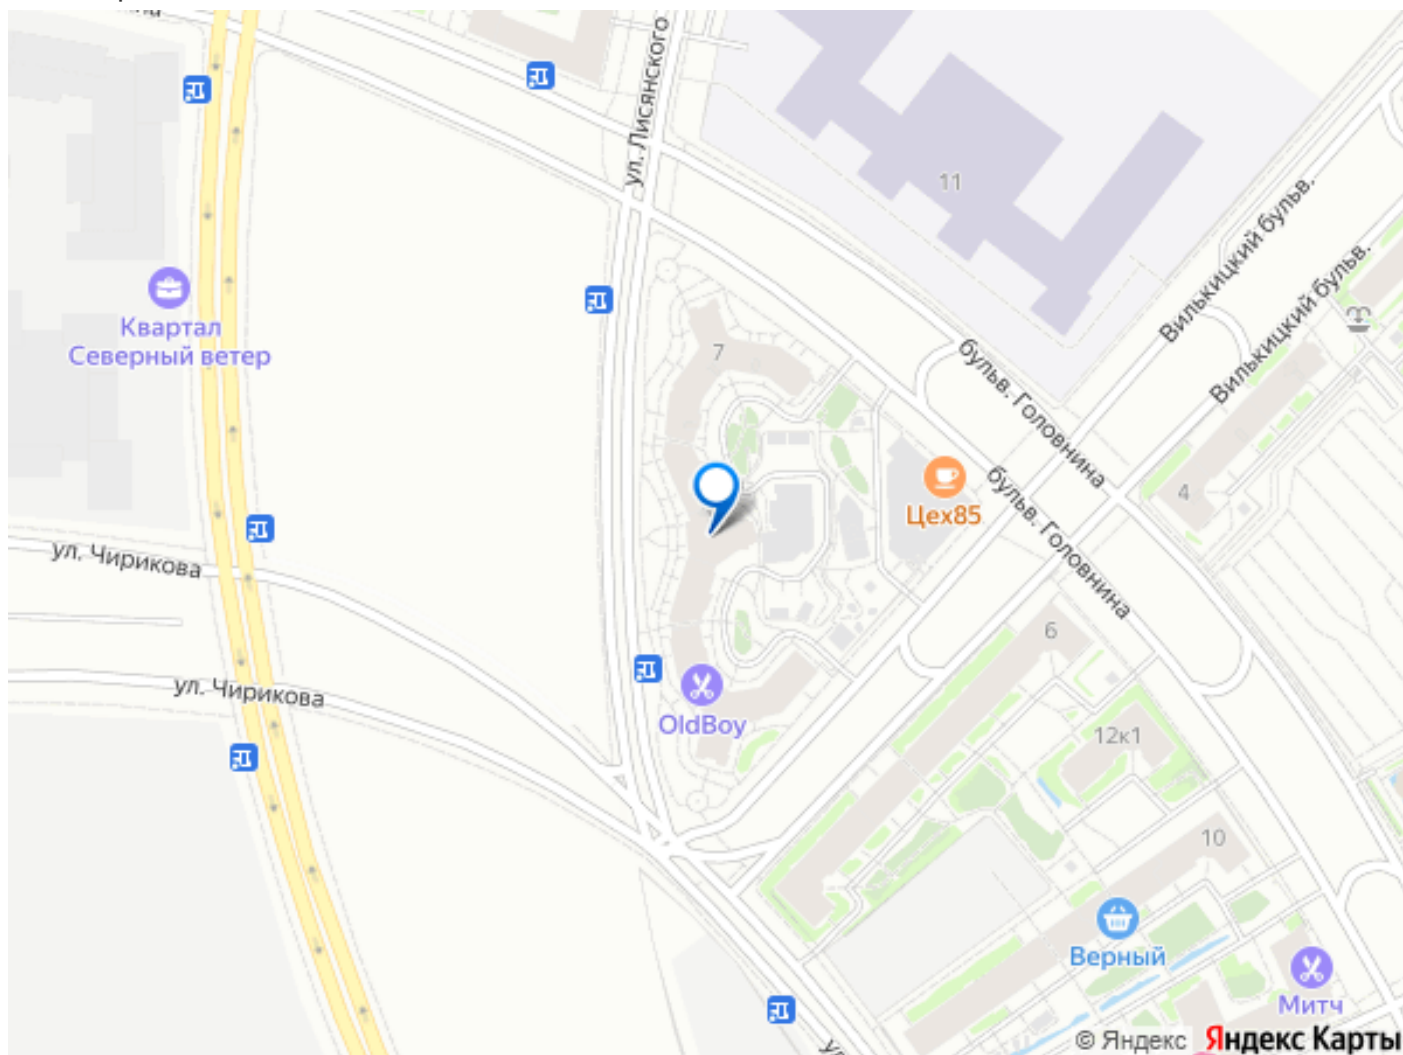 ул. Лисянского
11
Вилькицкий бульв.
Вилькицкий бульв.
Квартал
Северный ветер
7
бульв. Головнина
бульв. Головнина
4
Цех85
ул. Чирикова
ул. Чирикова
6
OldBoy
12к1
10
Верный
Митч
© Яндекс Яндекс Карты